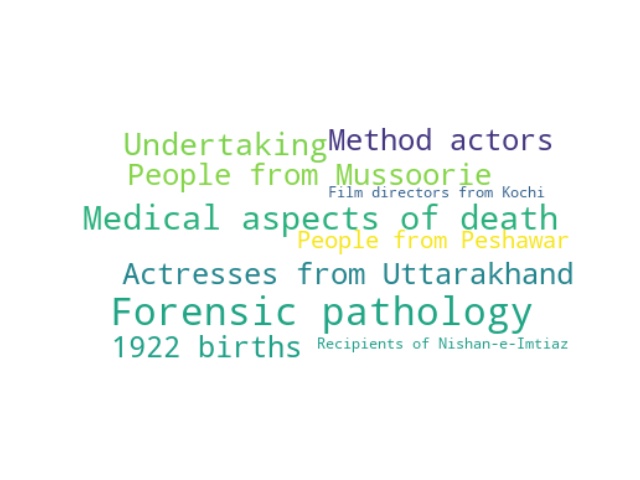 Undertaking
Method actors
People from Mussoorie
Film directors from Kochi
Medical aspects of death
People from Peshawar
Actresses from Uttarakhand
Forensic pathology
1922 births
Recipients of Nishan-e-Imtiaz